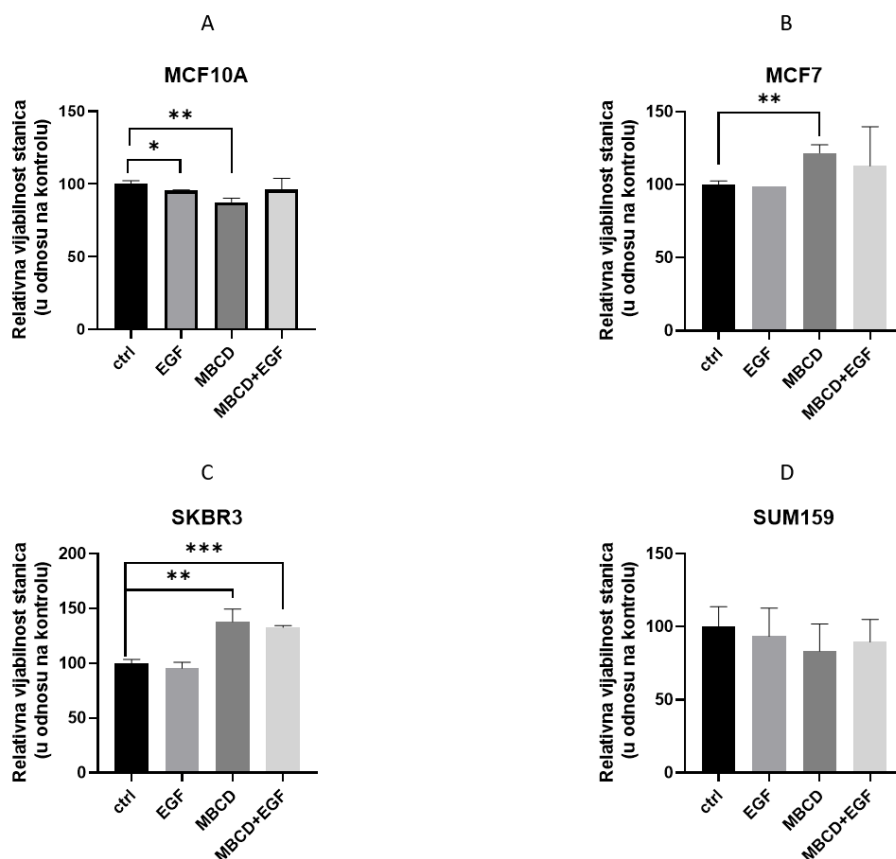 A
MCF10A
Relativna vijabilnost stanica
(u odnosu na kontrolu)
150
100
50
0
**
*
ctrl
EGF
MBCD
MBCD+EGF
B
MCF7
Relativna vijabilnost stanica
(u odnosu na kontrolu)
150
100
50
0
**
ctrl
EGF
MBCD
MBCD+EGF
C
SKBR3
Relativna vijabilnost stanica
(u odnosu na kontrolu)
200
150
100
50
0
***
**
ctrl
EGF
MBCD
MBCD+EGF
D
SUM159
Relativna vijabilnost stanica
(u odnosu na kontrolu)
150
100
50
0
ctrl
EGF
MBCD
MBCD+EGF